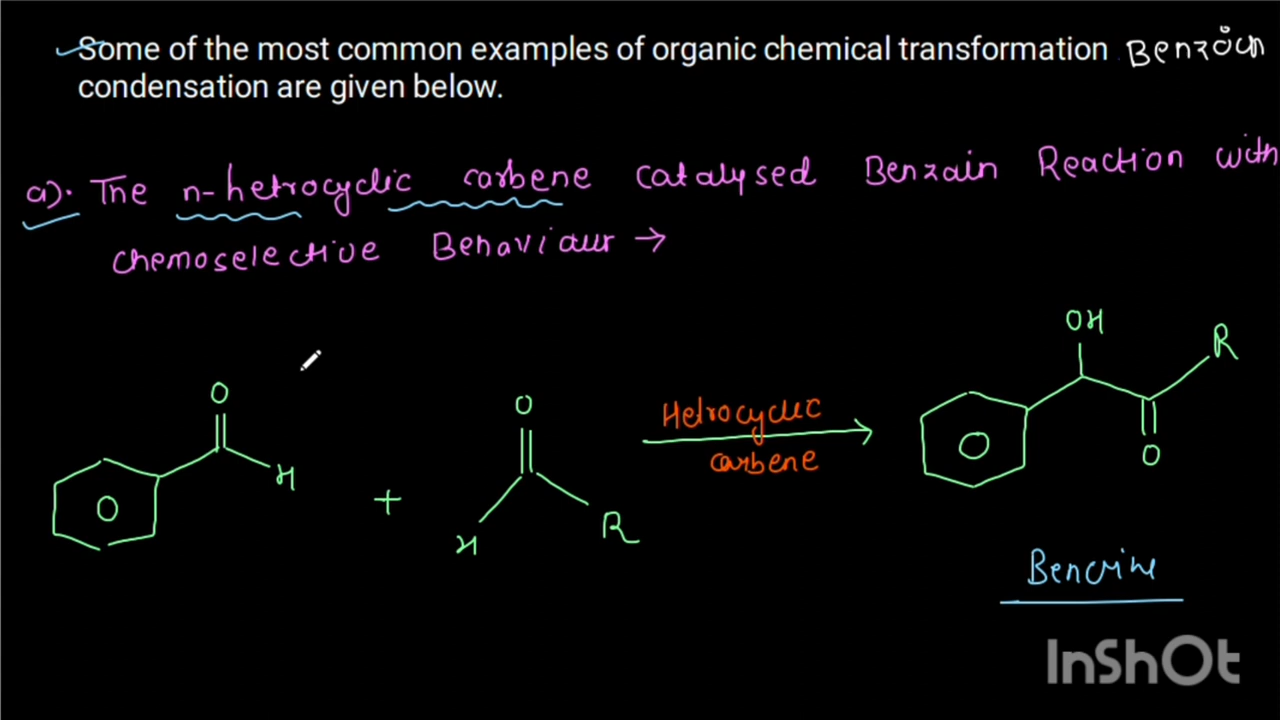 Some of the most common examples of organic chemical transformation Benzoin
condensation are given below.
a). The n-hetrocyclic carbene catalysed Benzain Reaction with
chemoselective Behaviour →
O
H
O
+
O
H
R
Hetrocyclic
carbene
OH
R
O
O
InShOt